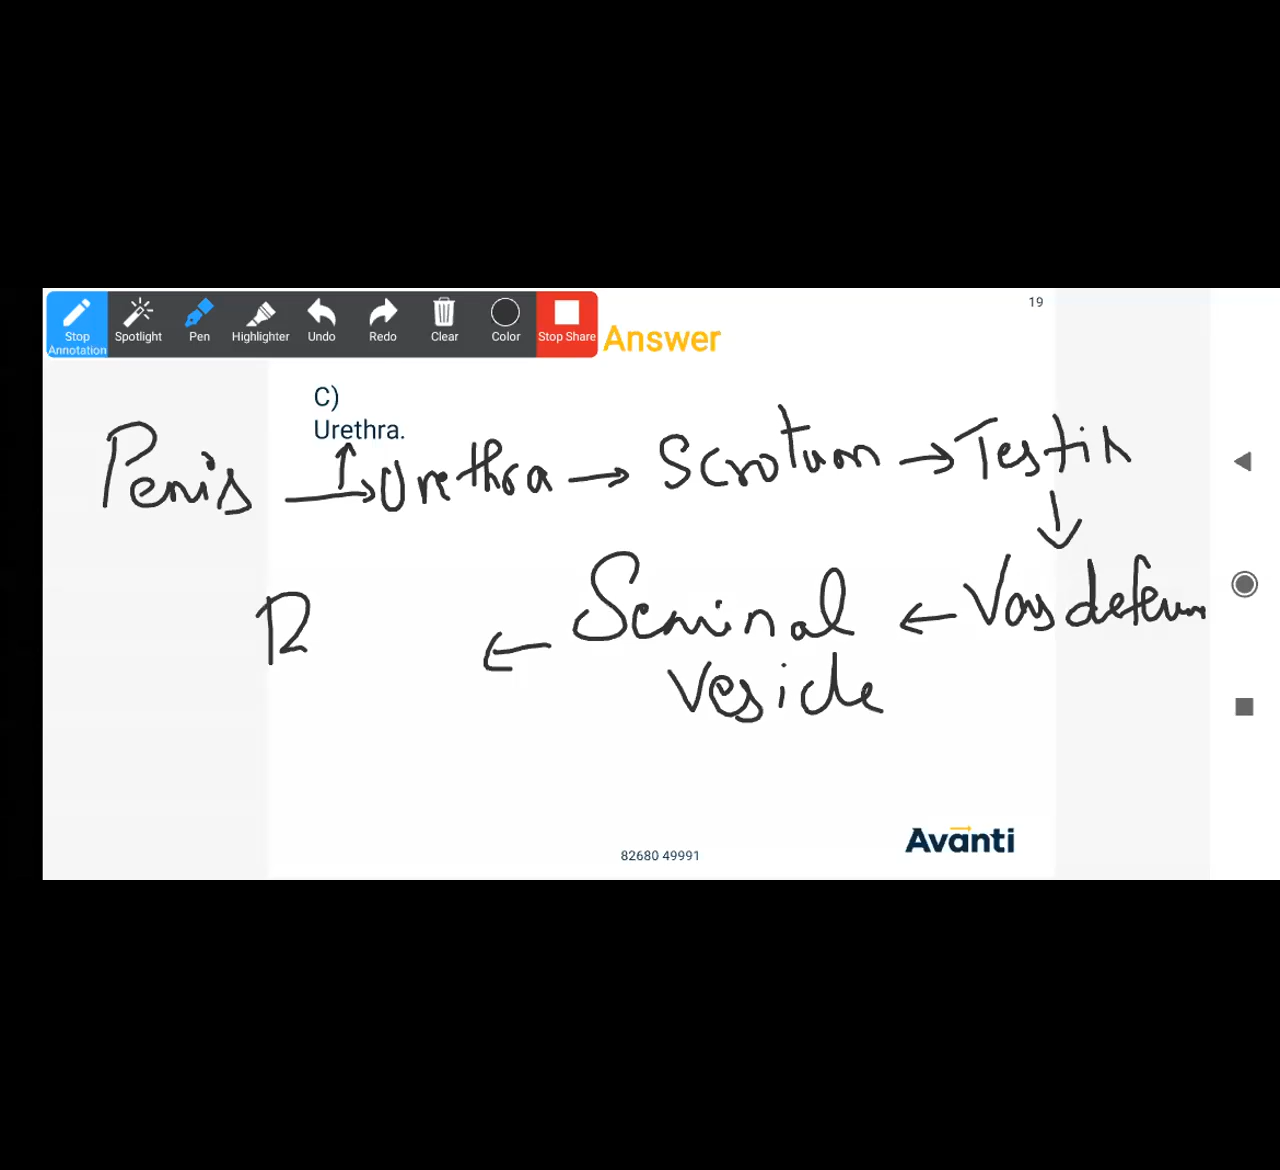 19
Stop Annotation Spotlight Pen Highlighter Undo Redo Clear Color Stop Share
Answer
C)
Urethra.
Penis → Urethra → Scrotum → Testis
Seminal ← Vas deferens
Vesicle
82680 49991
Avanti